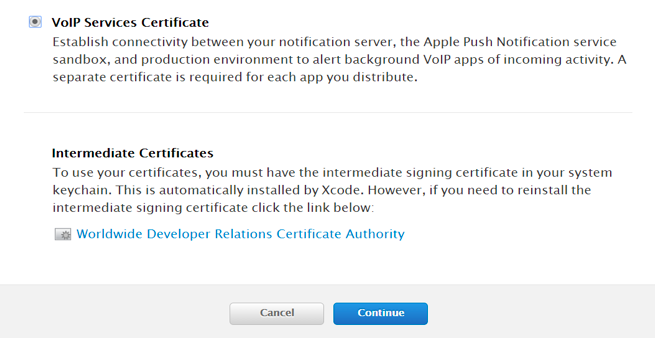 VoIP Services Certificate
Establish connectivity between your notification server, the Apple Push Notification service
sandbox, and production environment to alert background VoIP apps of incoming activity. A
separate certificate is required for each app you distribute.
Intermediate Certificates
To use your certificates, you must have the intermediate signing certificate in your system
keychain. This is automatically installed by Xcode. However, if you need to reinstall the
intermediate signing certificate click the link below:
Worldwide Developer Relations Certificate Authority
Cancel
Continue